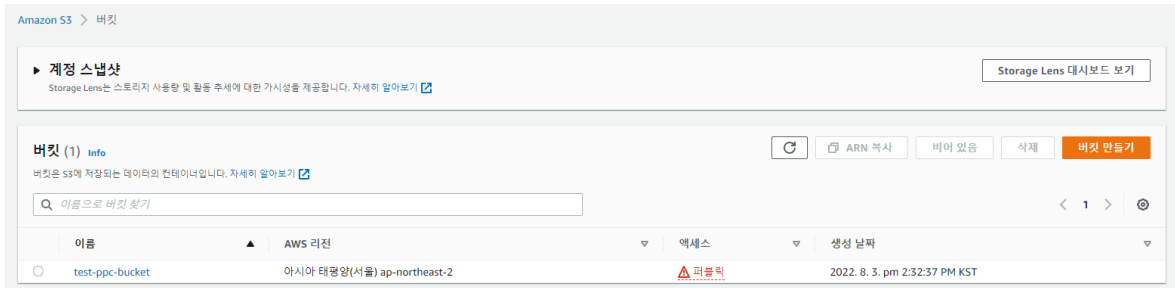 Amazon S3 > 버킷
▶ 계정 스냅샷
Storage Lens 대시보드 보기
Storage Lens는 스토리지 사용량 및 활동 추세에 대한 가시성을 제공합니다. 자세히 알아보기
버킷 (1) Info
ARN 복사 비어 있음 삭제 버킷 만들기
버킷은 S3에 저장되는 데이터의 컨테이너입니다. 자세히 알아보기
이름으로 버킷 찾기
< 1 >
이름 ▲ AWS 리전 ▽ 액세스 ▽ 생성 날짜 ▽
test-ppc-bucket 아시아 태평양(서울) ap-northeast-2 퍼블릭 2022. 8. 3. pm 2:32:37 PM KST